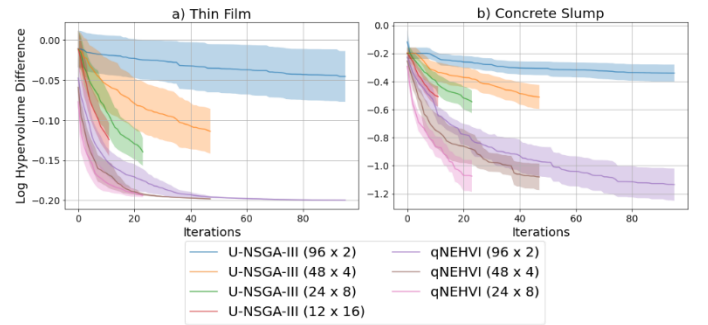 a) Thin Film
b) Concrete Slump
Log Hypervolume Difference
0.00
−0.05
−0.10
−0.15
−0.20
0 20 40 60 80
Iterations
0.0
−0.2
−0.4
−0.6
−0.8
−1.0
−1.2
0 20 40 60 80
Iterations
U-NSGA-III (96 x 2)
U-NSGA-III (48 x 4)
U-NSGA-III (24 x 8)
U-NSGA-III (12 x 16)
qNEHVI (96 x 2)
qNEHVI (48 x 4)
qNEHVI (24 x 8)